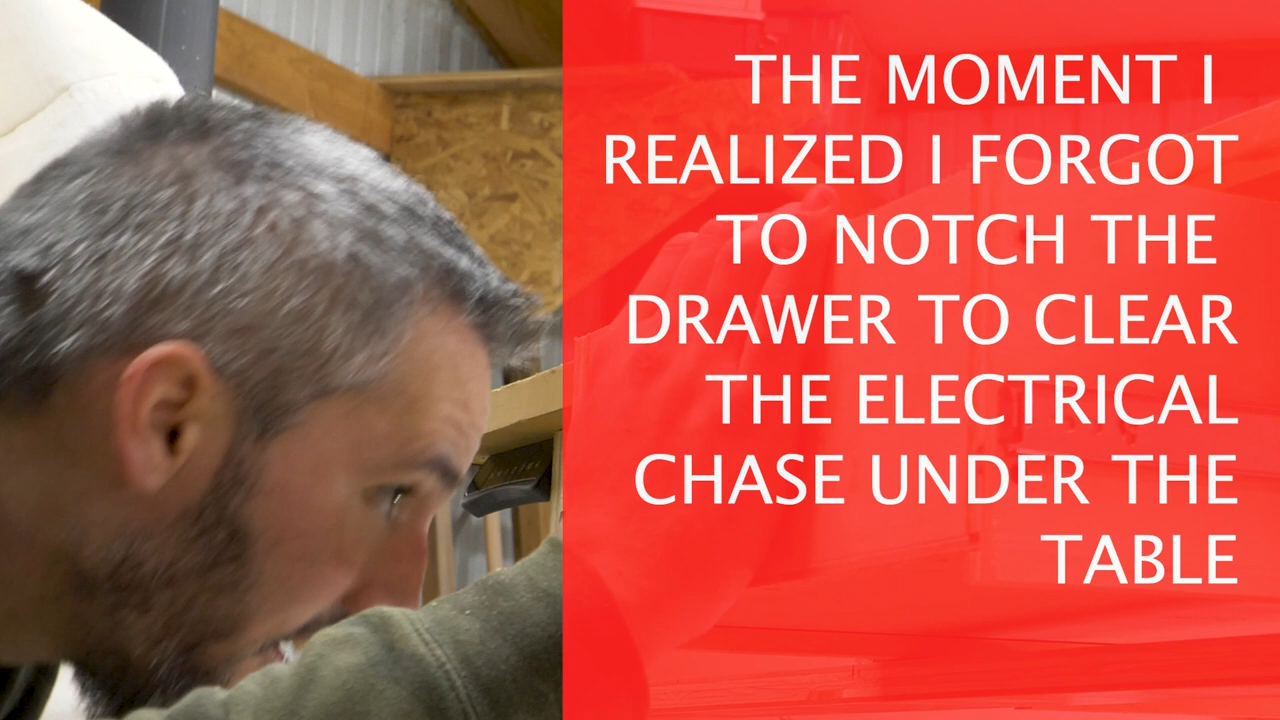 THE MOMENT I
REALIZED I FORGOT
TO NOTCH THE
DRAWER TO CLEAR
THE ELECTRICAL
CHASE UNDER THE
TABLE